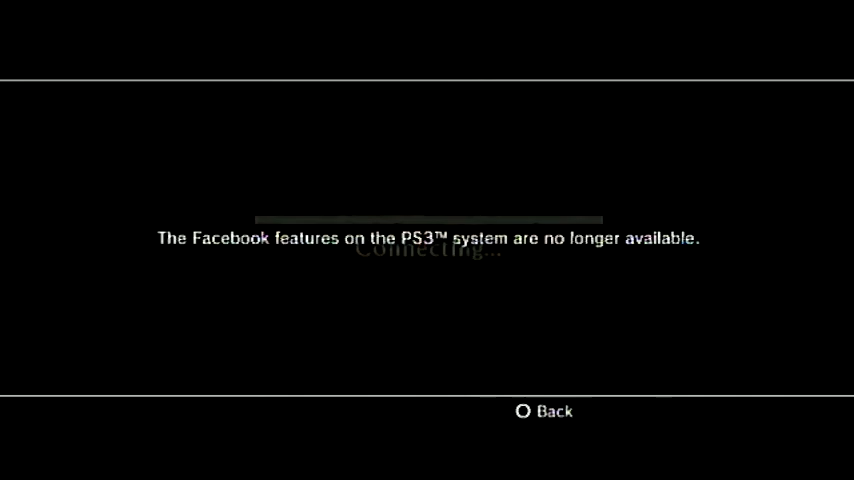 The Facebook features on the PS3™ system are no longer available.
Connecting...
O Back